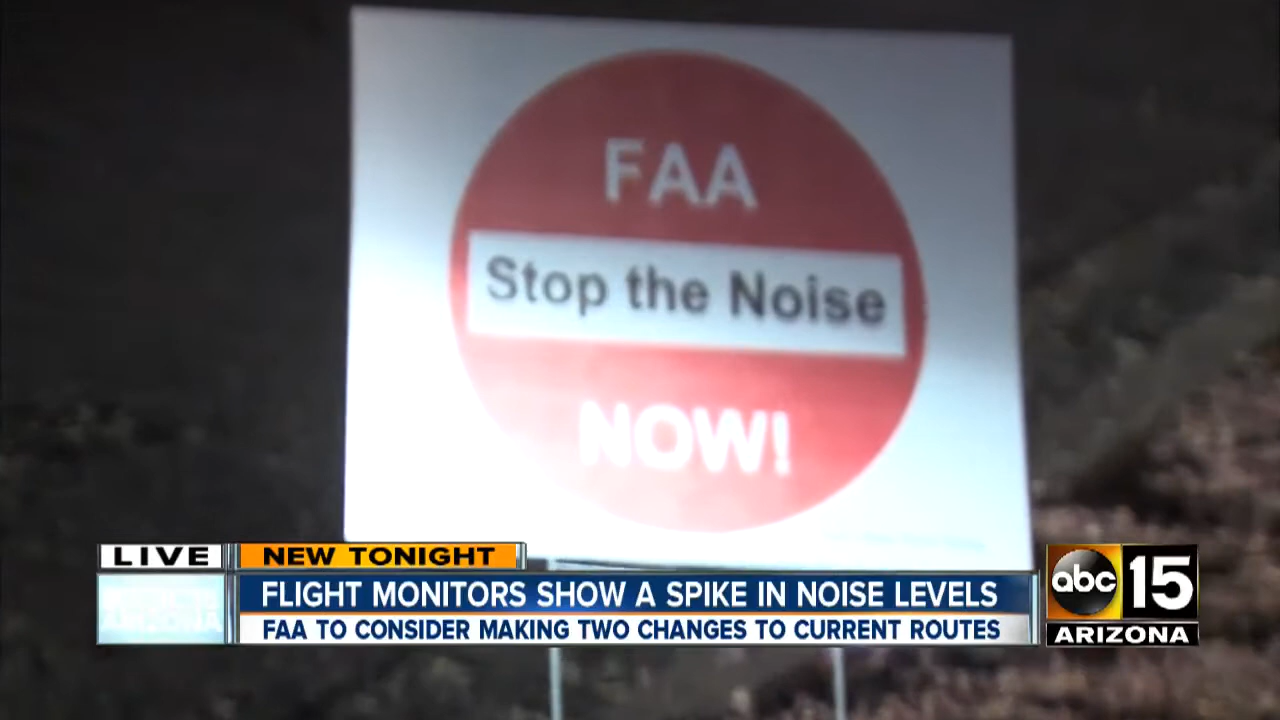 FAA
Stop the Noise
NOW!
LIVE
NEW TONIGHT
FLIGHT MONITORS SHOW A SPIKE IN NOISE LEVELS
FAA TO CONSIDER MAKING TWO CHANGES TO CURRENT ROUTES
abc 15
ARIZONA